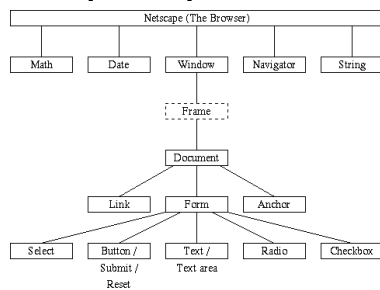 Netscape (The Browser)
Math
Date
Window
Navigator
String
Frame
Document
Link
Form
Anchor
Select
Button /
Submit /
Reset
Text /
Text area
Radio
Checkbox